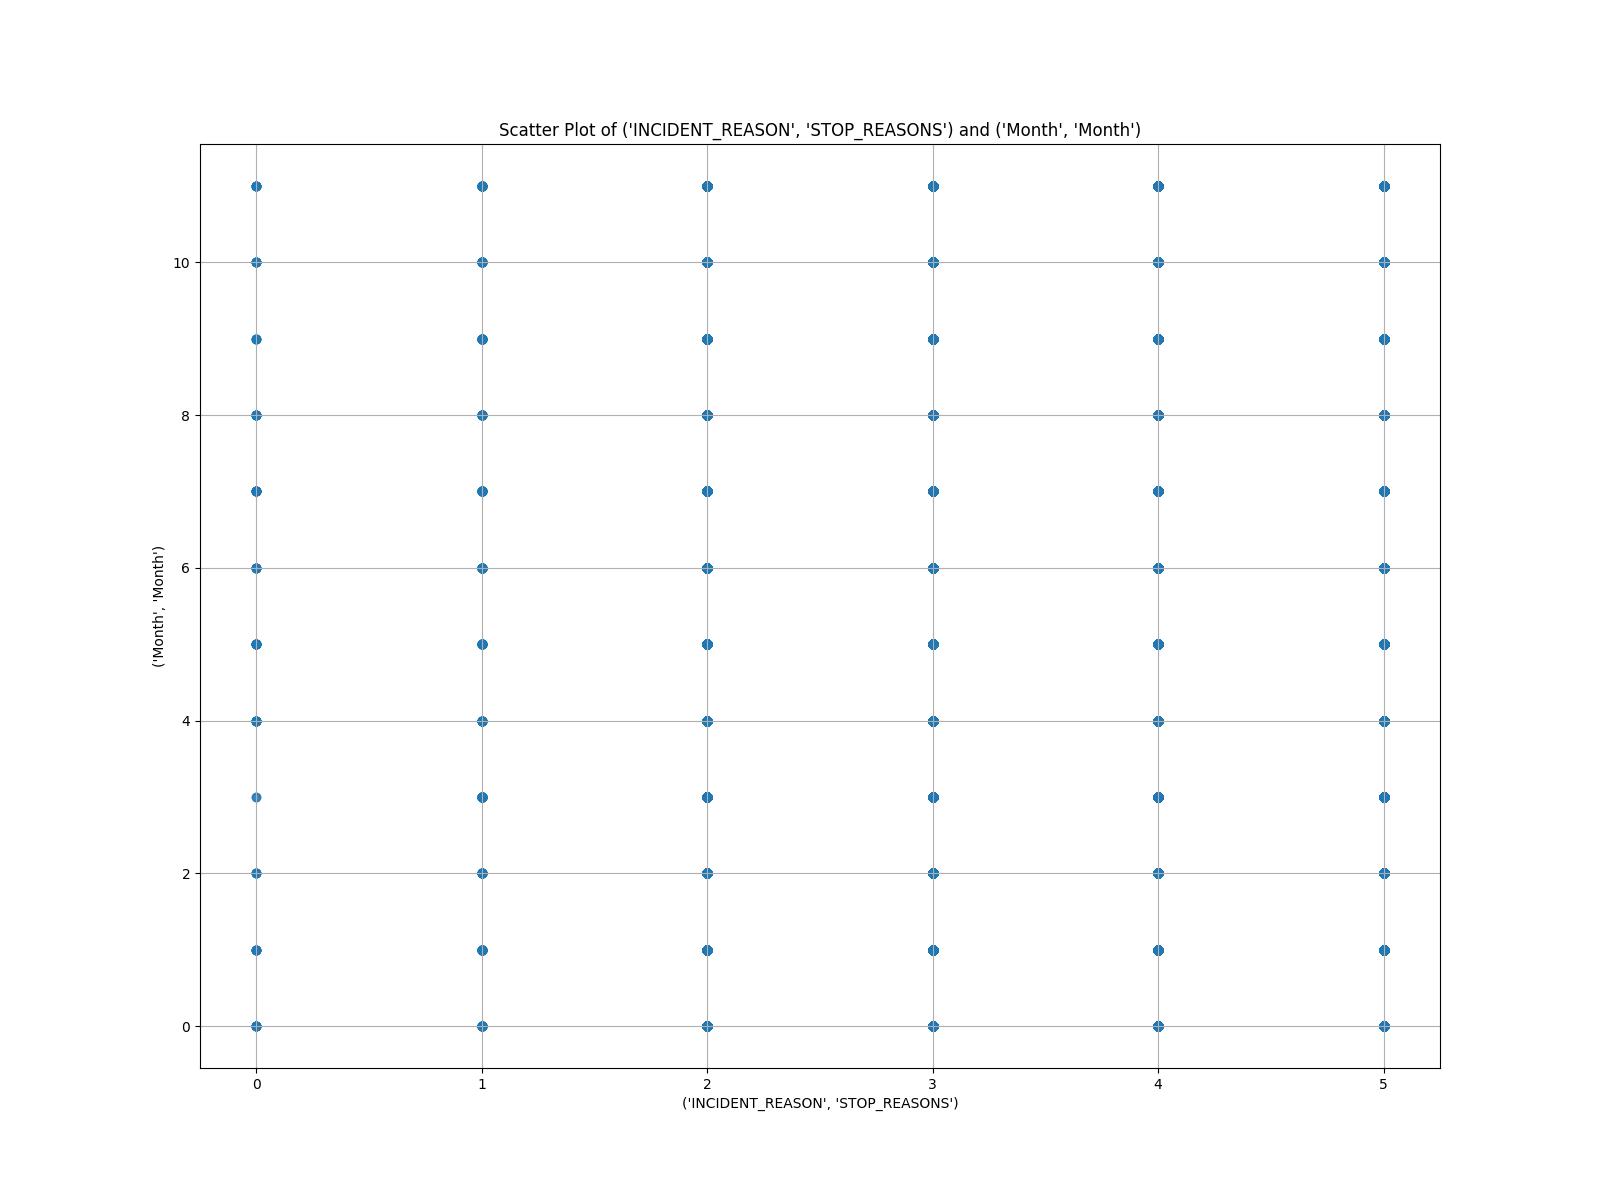 Scatter Plot of ('INCIDENT_REASON', 'STOP_REASONS') and ('Month', 'Month')
10
8
6
4
2
0
('Month', 'Month')
0 1 2 3 4 5
('INCIDENT_REASON', 'STOP_REASONS')